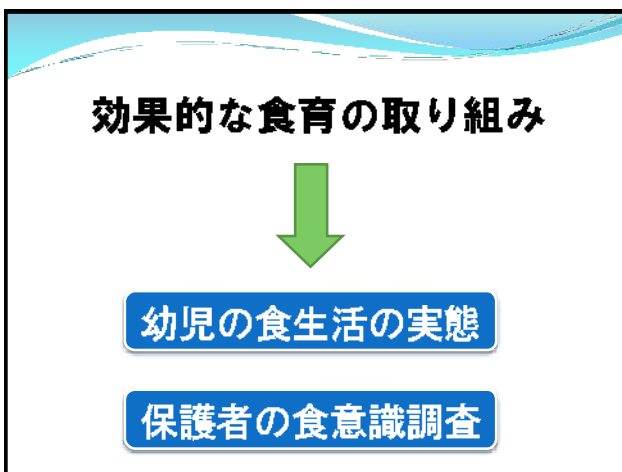 効果的な食育の取り組み
幼児の食生活の実態
保護者の食意識調査